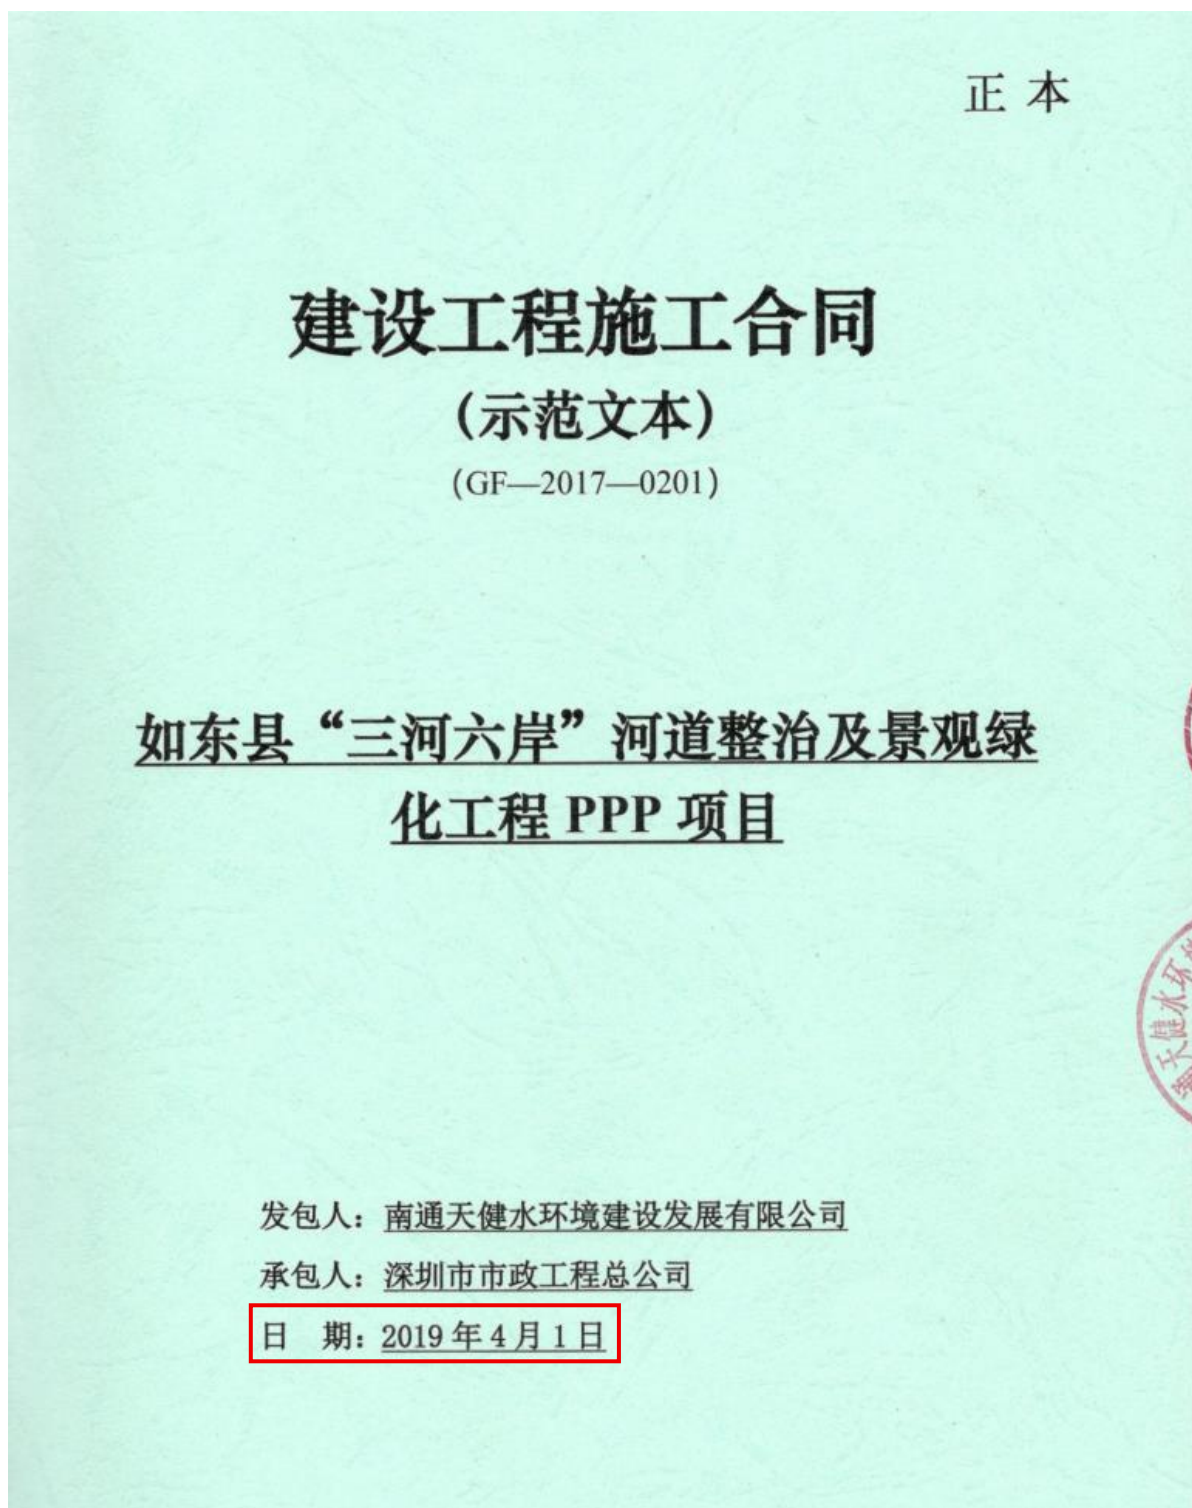 正 本
建设工程施工合同
(示范文本)
(GF—2017—0201)
如东县“三河六岸”河道整治及景观绿
化工程 PPP 项目
天健水环
发包人：南通天健水环境建设发展有限公司
承包人：深圳市市政工程总公司
日 期：2019 年 4 月 1 日